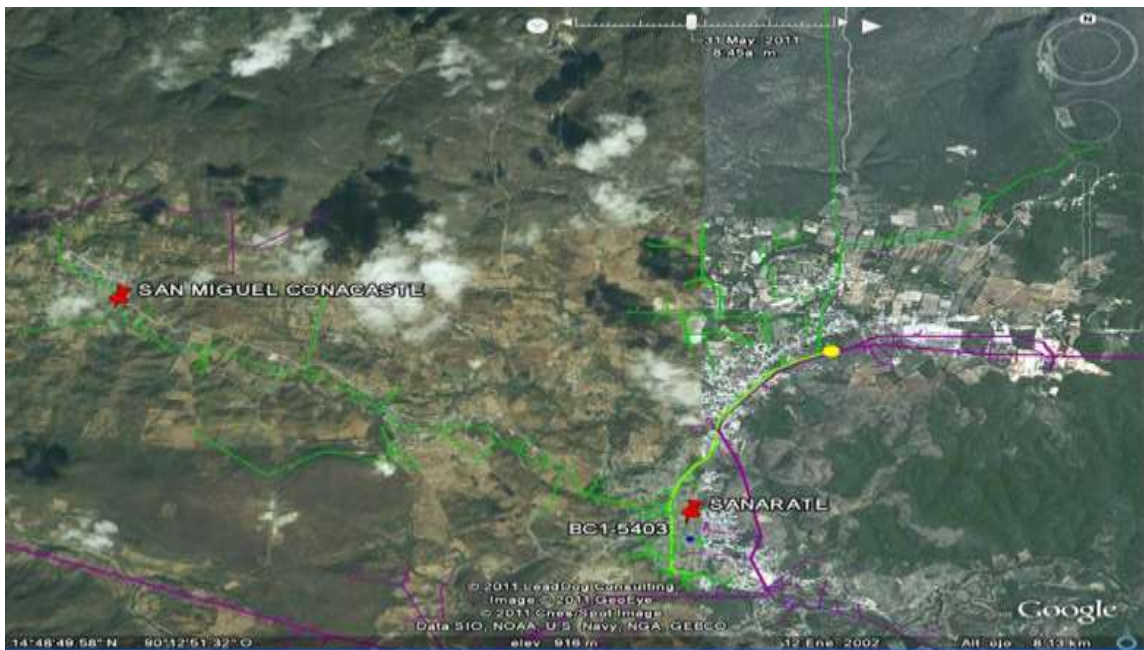 31 May. 2011
8:45a. m.
N
SAN MIGUEL CONACASTE
SANARATE
BC1-5403
© 2011 LeadDog Consulting
Image © 2011 GeoEye
© 2011 Cnes/Spot Image
Data SIO, NOAA, U.S. Navy, NGA, GEBCO
Google
14°48'49.58" N 90°12'51.32" O elev 916 m 12 Ene. 2002 Alt. ojo 8.13 km